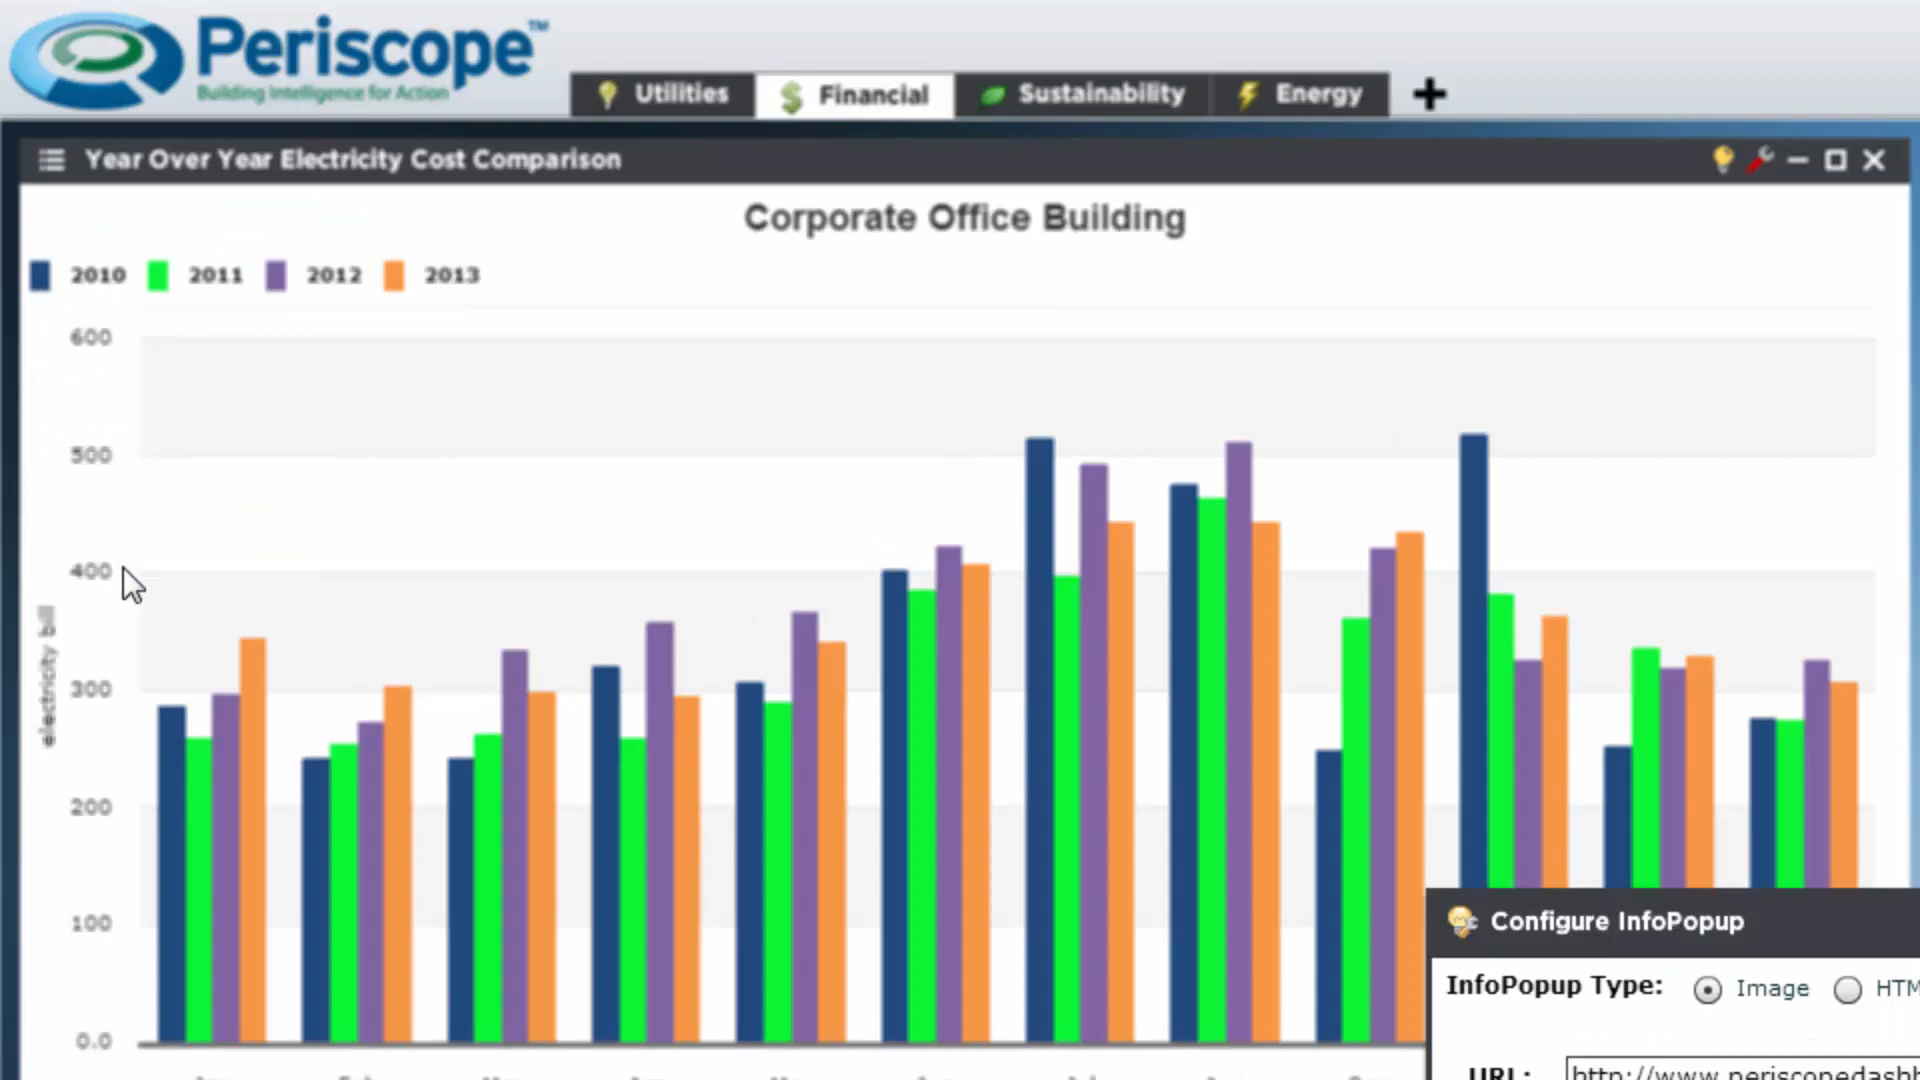 Periscope™
Building Intelligence for Action
Utilities
Financial
Sustainability
Energy
Year Over Year Electricity Cost Comparison
Corporate Office Building
2010
2011
2012
2013
600
500
400
300
200
100
0.0
electricity bill
Configure InfoPopup
InfoPopup Type:
Image
HTM
URL:
http://www.periscopedashb